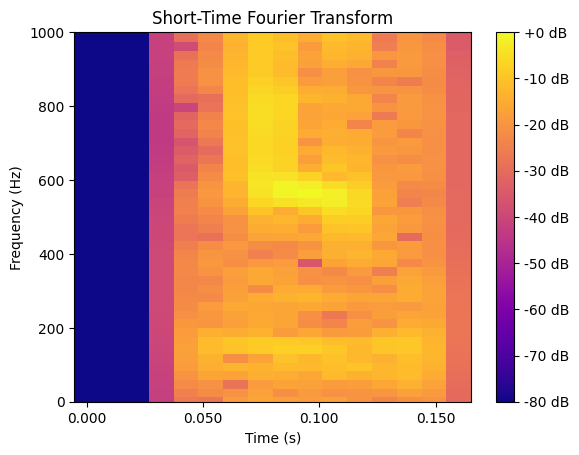 Short-Time Fourier Transform
1000
800
600
400
200
0
Frequency (Hz)
0.000
0.050
0.100
0.150
Time (s)
+0 dB
-10 dB
-20 dB
-30 dB
-40 dB
-50 dB
-60 dB
-70 dB
-80 dB